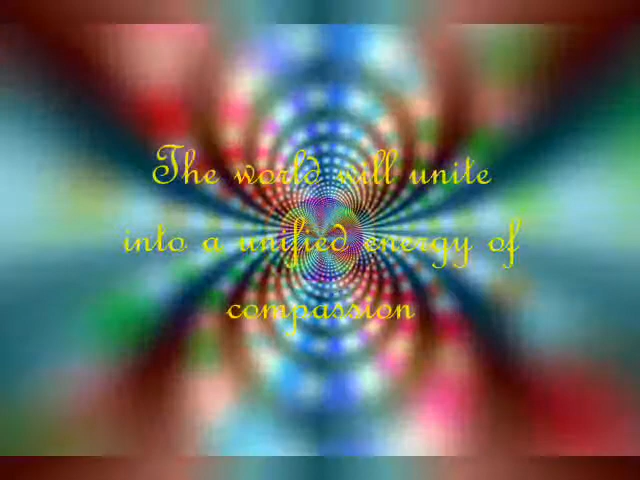 The world will unite
into a unified energy of
compassion